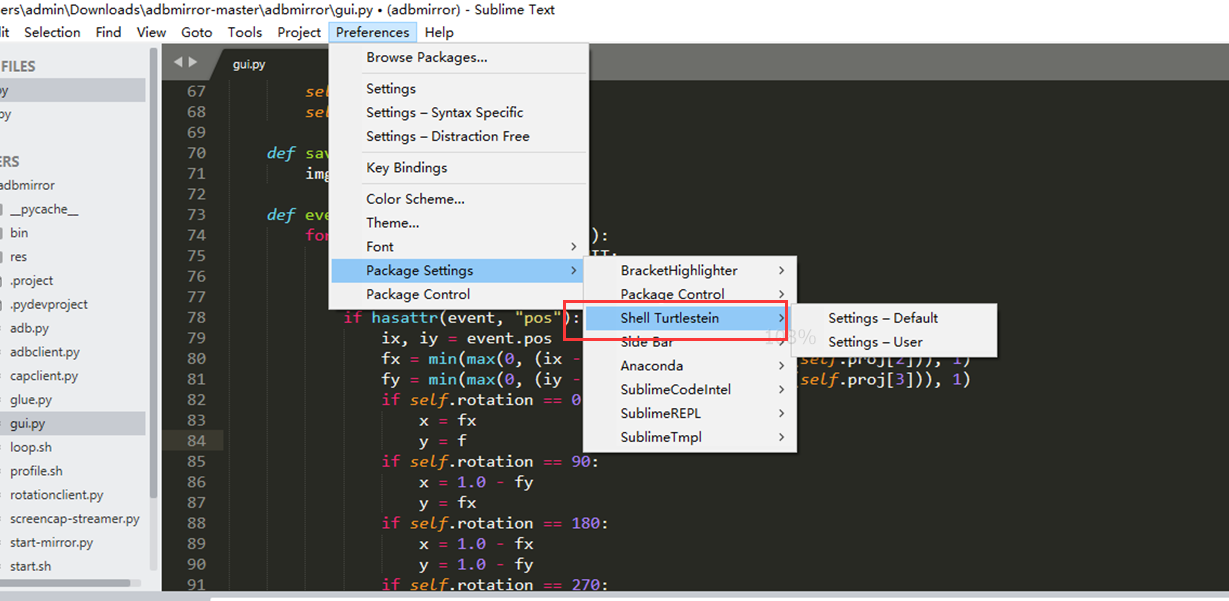 ers\admin\Downloads\adbmirror-master\adbmirror\gui.py • (adbmirror) - Sublime Text
it Selection Find View Goto Tools Project Preferences Help
FILES
py
py
ERS
adbmirror
__pycache__
bin
res
.project
.pydevproject
adb.py
adbclient.py
capclient.py
glue.py
gui.py
loop.sh
profile.sh
rotationclient.py
screencap-streamer.py
start-mirror.py
start.sh
gui.py
Browse Packages...
Settings
Settings – Syntax Specific
Settings – Distraction Free
Key Bindings
Color Scheme...
Theme...
Font
Package Settings
Package Control
BracketHighlighter
Package Control
Shell Turtlestein
Side Bar
Anaconda
SublimeCodeIntel
SublimeREPL
SublimeTmpl
Settings – Default
Settings – User
103%
67 sel
68 sel
69
70 def sav
71 img
72
73 def eve
74 for ):
75 IT:
76
77
78 if hasattr(event, "pos"):
79 ix, iy = event.pos
80 fx = min(max(0, (ix - self.proj[2])), 1)
81 fy = min(max(0, (iy - self.proj[3])), 1)
82 if self.rotation == 0
83 x = fx
84 y = f
85 if self.rotation == 90:
86 x = 1.0 - fy
87 y = fx
88 if self.rotation == 180:
89 x = 1.0 - fx
90 y = 1.0 - fy
91 if self.rotation == 270: